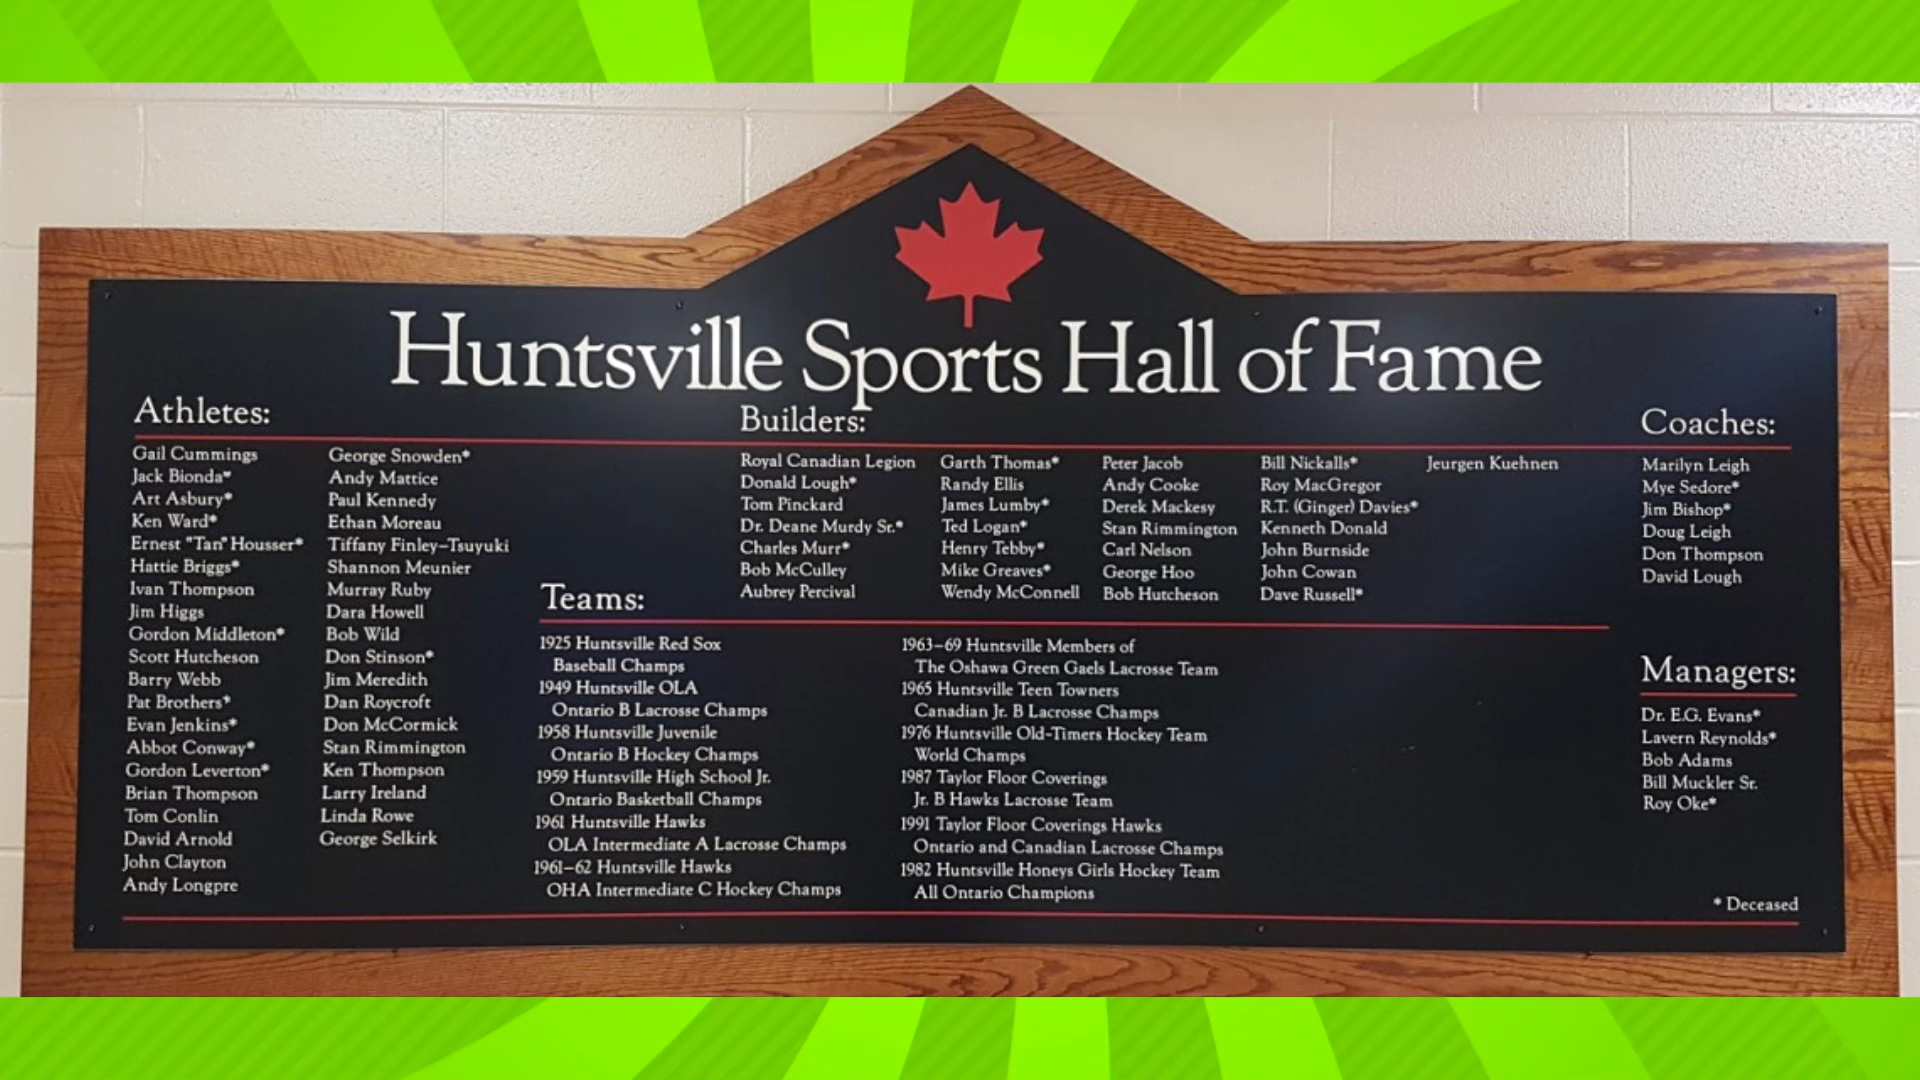 Huntsville Sports Hall of Fame
Athletes:
Gail Cummings
Jack Bionda*
Art Asbury*
Ken Ward*
Ernest "Tan" Housser*
Hattie Briggs*
Ivan Thompson
Jim Higgs
Gordon Middleton*
Scott Hutcheson
Barry Webb
Pat Brothers*
Evan Jenkins*
Abbot Conway*
Gordon Leverton*
Brian Thompson
Tom Conlin
David Arnold
John Clayton
Andy Longpre
George Snowden*
Andy Mattice
Paul Kennedy
Ethan Moreau
Tiffany Finley-Tsuyuki
Shannon Meunier
Murray Ruby
Dara Howell
Bob Wild
Don Stinson*
Jim Meredith
Dan Roycroft
Don McCormick
Stan Rimmington
Ken Thompson
Larry Ireland
Linda Rowe
George Selkirk
Teams:
1925 Huntsville Red Sox
Baseball Champs
1949 Huntsville OLA
Ontario B Lacrosse Champs
1958 Huntsville Juvenile
Ontario B Hockey Champs
1959 Huntsville High School Jr.
Ontario Basketball Champs
1961 Huntsville Hawks
OLA Intermediate A Lacrosse Champs
1961-62 Huntsville Hawks
OHA Intermediate C Hockey Champs
1963-69 Huntsville Members of
The Oshawa Green Gaels Lacrosse Team
1965 Huntsville Teen Towners
Canadian Jr. B Lacrosse Champs
1976 Huntsville Old-Timers Hockey Team
World Champs
1987 Taylor Floor Coverings
Jr. B Hawks Lacrosse Team
1991 Taylor Floor Coverings Hawks
Ontario and Canadian Lacrosse Champs
1982 Huntsville Honeys Girls Hockey Team
All Ontario Champions
Builders:
Royal Canadian Legion
Donald Lough*
Tom Pinckard
Dr. Deane Murdy Sr.*
Charles Murr*
Bob McCulley
Aubrey Percival
Garth Thomas*
Randy Ellis
James Lumby*
Ted Logan*
Henry Tebby*
Mike Greaves*
Wendy McConnell
Peter Jacob
Andy Cooke
Derek Mackesy
Stan Rimmington
Carl Nelson
George Hoo
Bob Hutcheson
Bill Nickalls*
Roy MacGregor
R.T. (Ginger) Davies*
Kenneth Donald
John Burnside
John Cowan
Dave Russell*
Jeurgen Kuehnen
Coaches:
Marilyn Leigh
Mye Sedore*
Jim Bishop*
Doug Leigh
Don Thompson
David Lough
Managers:
Dr. E.G. Evans*
Lavern Reynolds*
Bob Adams
Bill Muckler Sr.
Roy Oke*
* Deceased